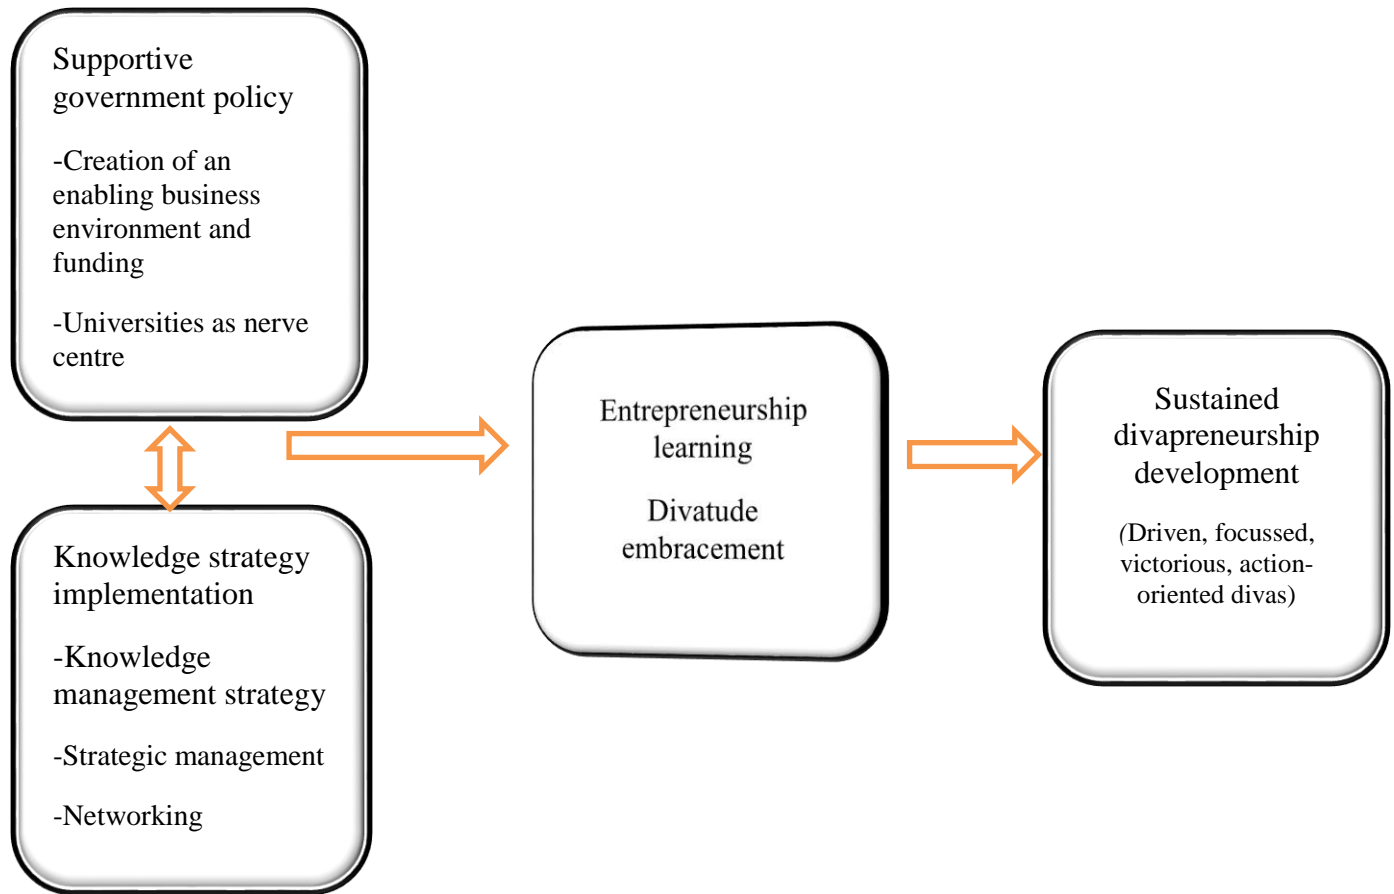 Supportive
government policy
-Creation of an
enabling business
environment and
funding
-Universities as nerve
centre
Knowledge strategy
implementation
-Knowledge
management strategy
-Strategic management
-Networking
Entrepreneurship
learning
Divatude
embracement
Sustained
divapreneurship
development
(Driven, focussed,
victorious, action-
oriented divas)